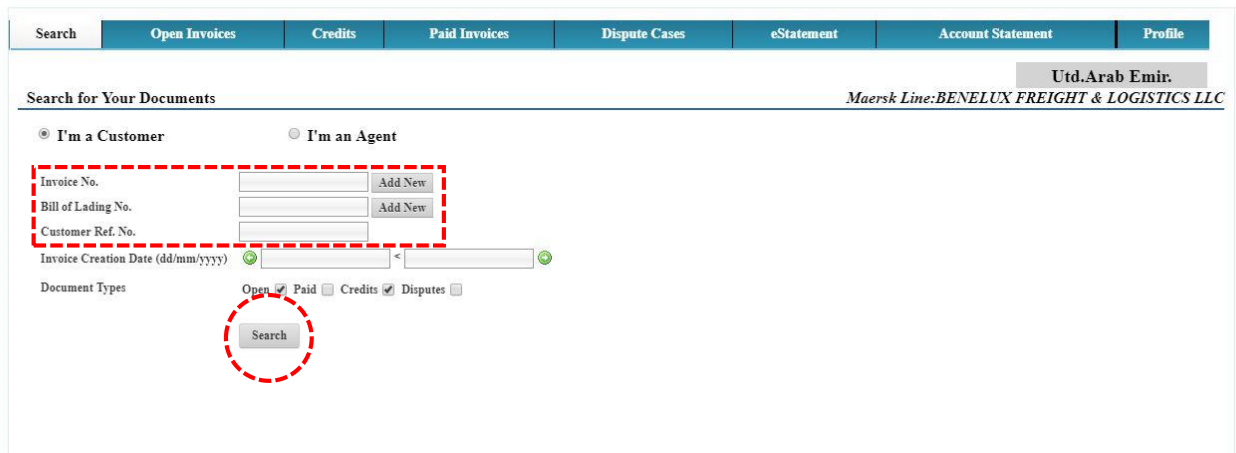 Search Open Invoices Credits Paid Invoices Dispute Cases eStatement Account Statement Profile
Utd.Arab Emir.
Search for Your Documents Maersk Line:BENELUX FREIGHT & LOGISTICS LLC
I'm a Customer I'm an Agent
Invoice No. Add New
Bill of Lading No. Add New
Customer Ref. No.
Invoice Creation Date (dd/mm/yyyy) <
Document Types Open Paid Credits Disputes
Search